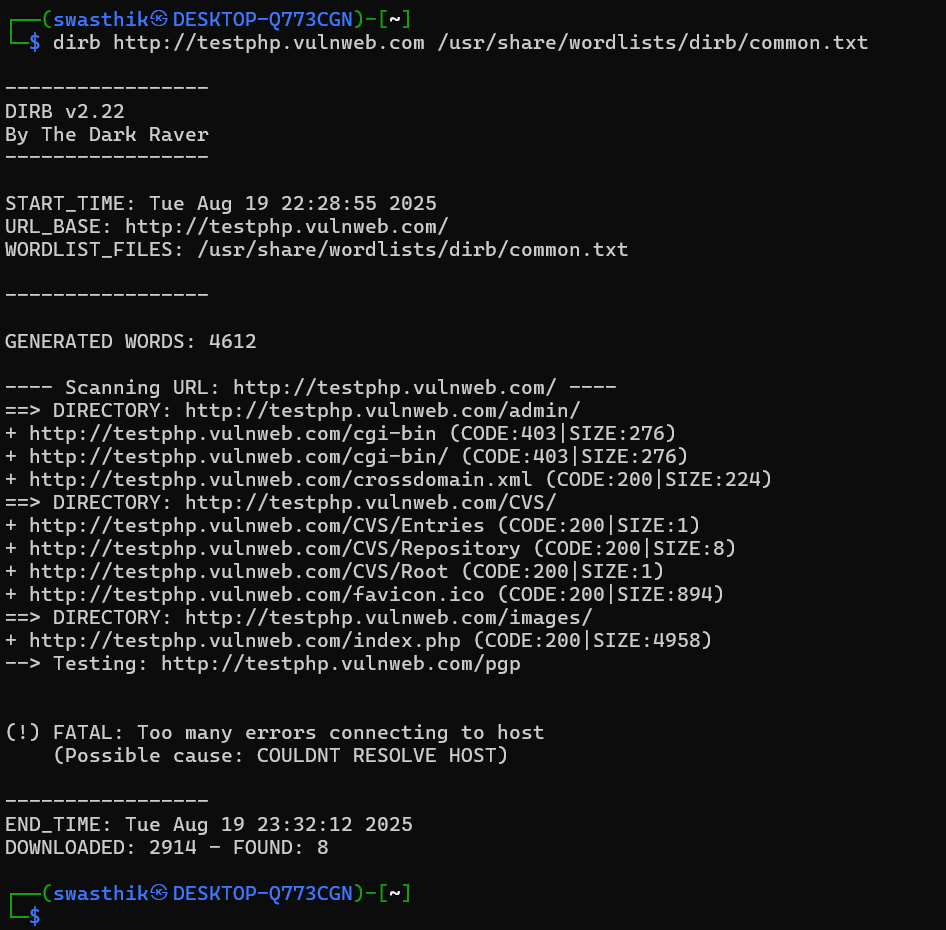 ┌──(swasthik㉿DESKTOP-Q773CGN)-[~]
└─$ dirb http://testphp.vulnweb.com /usr/share/wordlists/dirb/common.txt
-----------------
DIRB v2.22
By The Dark Raver
-----------------
START_TIME: Tue Aug 19 22:28:55 2025
URL_BASE: http://testphp.vulnweb.com/
WORDLIST_FILES: /usr/share/wordlists/dirb/common.txt
-----------------
GENERATED WORDS: 4612
---- Scanning URL: http://testphp.vulnweb.com/ ----
==> DIRECTORY: http://testphp.vulnweb.com/admin/
+ http://testphp.vulnweb.com/cgi-bin (CODE:403|SIZE:276)
+ http://testphp.vulnweb.com/cgi-bin/ (CODE:403|SIZE:276)
+ http://testphp.vulnweb.com/crossdomain.xml (CODE:200|SIZE:224)
==> DIRECTORY: http://testphp.vulnweb.com/CVS/
+ http://testphp.vulnweb.com/CVS/Entries (CODE:200|SIZE:1)
+ http://testphp.vulnweb.com/CVS/Repository (CODE:200|SIZE:8)
+ http://testphp.vulnweb.com/CVS/Root (CODE:200|SIZE:1)
+ http://testphp.vulnweb.com/favicon.ico (CODE:200|SIZE:894)
==> DIRECTORY: http://testphp.vulnweb.com/images/
+ http://testphp.vulnweb.com/index.php (CODE:200|SIZE:4958)
--> Testing: http://testphp.vulnweb.com/pgp
(!) FATAL: Too many errors connecting to host
(Possible cause: COULDNT RESOLVE HOST)
-----------------
END_TIME: Tue Aug 19 23:32:12 2025
DOWNLOADED: 2914 - FOUND: 8
┌──(swasthik㉿DESKTOP-Q773CGN)-[~]
└─$